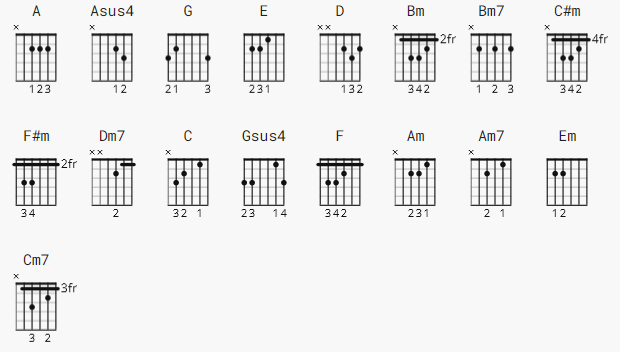 A Asus4 G E D Bm Bm7 C#m
× × ×× × × ×
2fr 4fr
123 12 21 3 231 132 342 1 2 3 342
F#m Dm7 C Gsus4 F Am Am7 Em
×× × × ×
2fr
34 2 32 1 23 14 342 231 2 1 12
Cm7
×
3fr
3 2